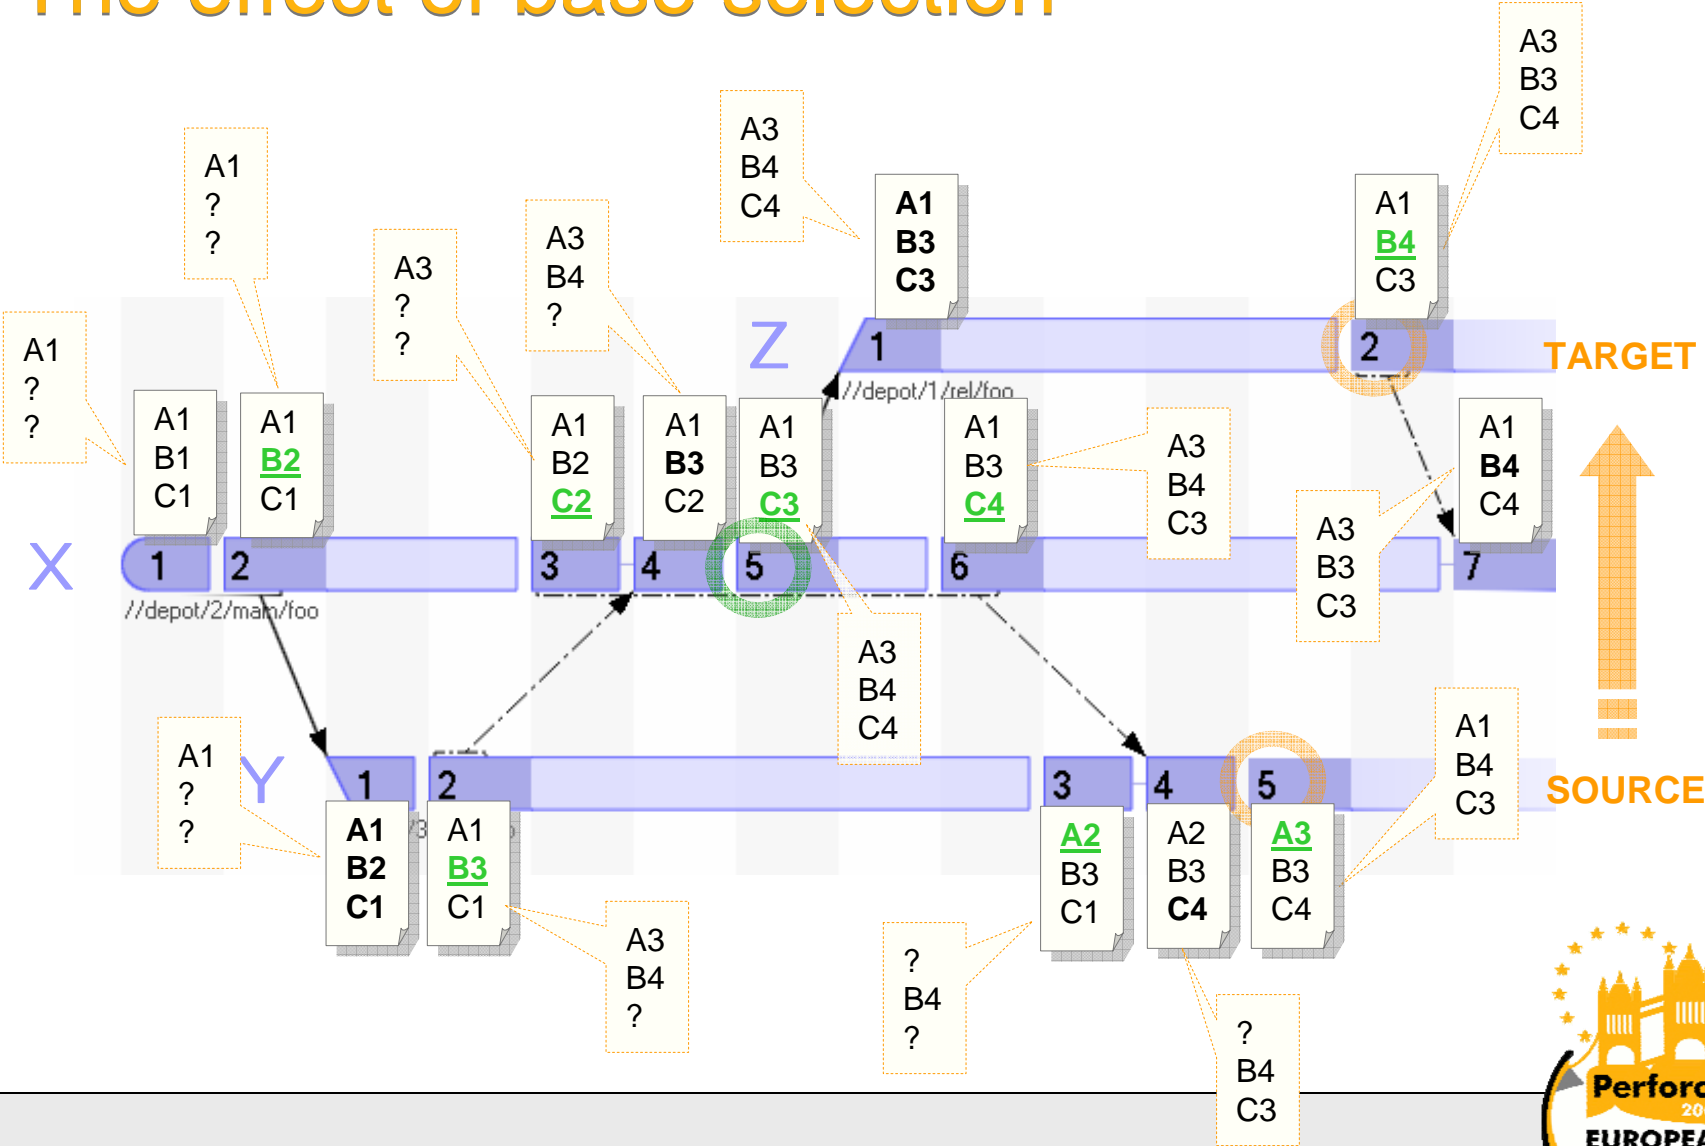 The effect of base selection
A3
B3
C4
A3
B4
C4
A1
?
?
A1
B3
C3
A1
B4
C3
A3
B4
?
A3
?
?
A1
?
?
Z
1
2
TARGET
//depot/1/rel/foo
A1
B1
C1
A1
B2
C1
A1
B2
C2
A1
B3
C2
A1
B3
C3
A1
B3
C4
A3
B4
C3
A1
B4
C4
A3
B3
C3
X
1
2
3
4
5
6
7
//depot/2/main/foo
A3
B4
C4
A1
?
?
Y
1
2
3
4
5
SOURCE
A1
B4
C3
A1
B2
C1
A1
B3
C1
A2
B3
C1
A2
B3
C4
A3
B3
C4
A3
B4
?
?
B4
?
?
B4
C3